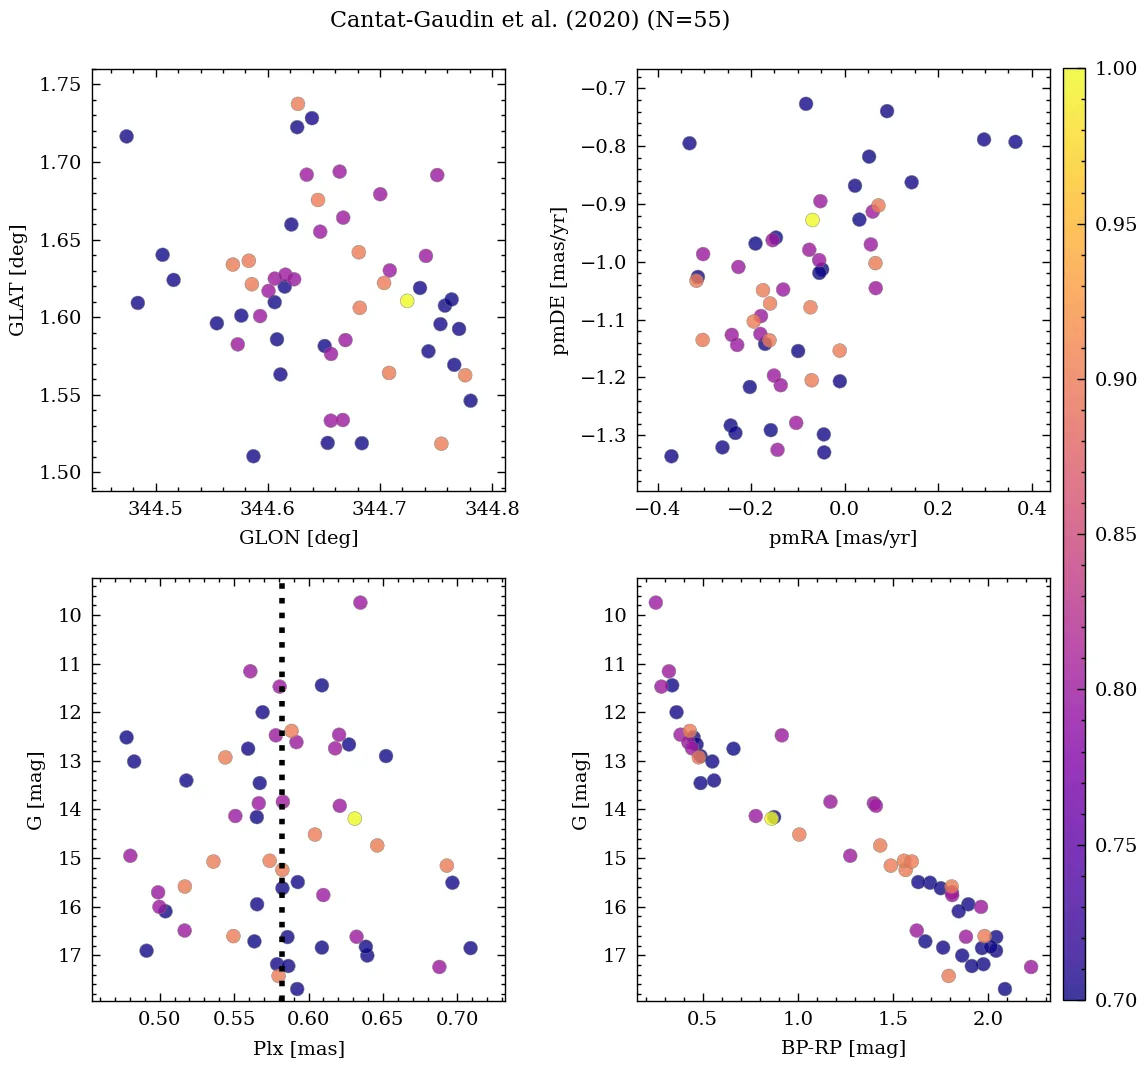 Cantat-Gaudin et al. (2020) (N=55)
1.75
1.70
1.65
1.60
1.55
1.50
GLAT [deg]
344.5 344.6 344.7 344.8
GLON [deg]
−0.7
−0.8
−0.9
−1.0
−1.1
−1.2
−1.3
pmDE [mas/yr]
−0.4 −0.2 0.0 0.2 0.4
pmRA [mas/yr]
10
11
12
13
14
15
16
17
G [mag]
0.50 0.55 0.60 0.65 0.70
Plx [mas]
10
11
12
13
14
15
16
17
G [mag]
0.5 1.0 1.5 2.0
BP-RP [mag]
1.00
0.95
0.90
0.85
0.80
0.75
0.70